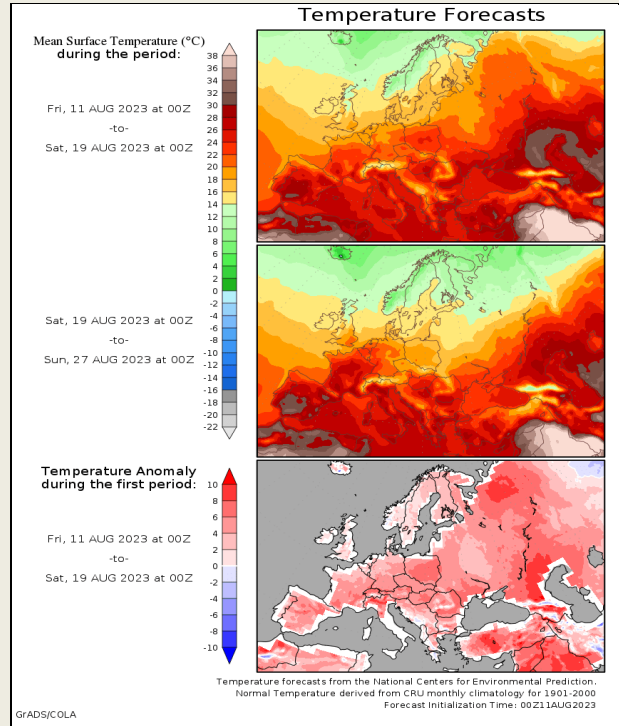 Temperature Forecasts
Mean Surface Temperature (°C)
during the period:
Fri, 11 AUG 2023 at 00Z
-to-
Sat, 19 AUG 2023 at 00Z
38
36
34
32
30
28
26
24
22
20
18
16
14
12
10
8
6
4
2
0
-2
-4
-6
-8
-10
-12
-14
-16
-18
-20
-22
Sat, 19 AUG 2023 at 00Z
-to-
Sun, 27 AUG 2023 at 00Z
Temperature Anomaly
during the first period:
Fri, 11 AUG 2023 at 00Z
-to-
Sat, 19 AUG 2023 at 00Z
10
8
6
4
2
0
-2
-4
-6
-8
-10
Temperature forecasts from the National Centers for Environmental Prediction.
Normal Temperature derived from CRU monthly climatology for 1901-2000
Forecast Initialization Time: 00Z11AUG2023
GrADS/COLA